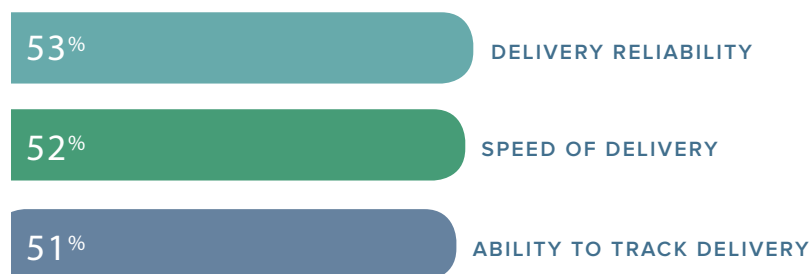 53% DELIVERY RELIABILITY
52% SPEED OF DELIVERY
51% ABILITY TO TRACK DELIVERY